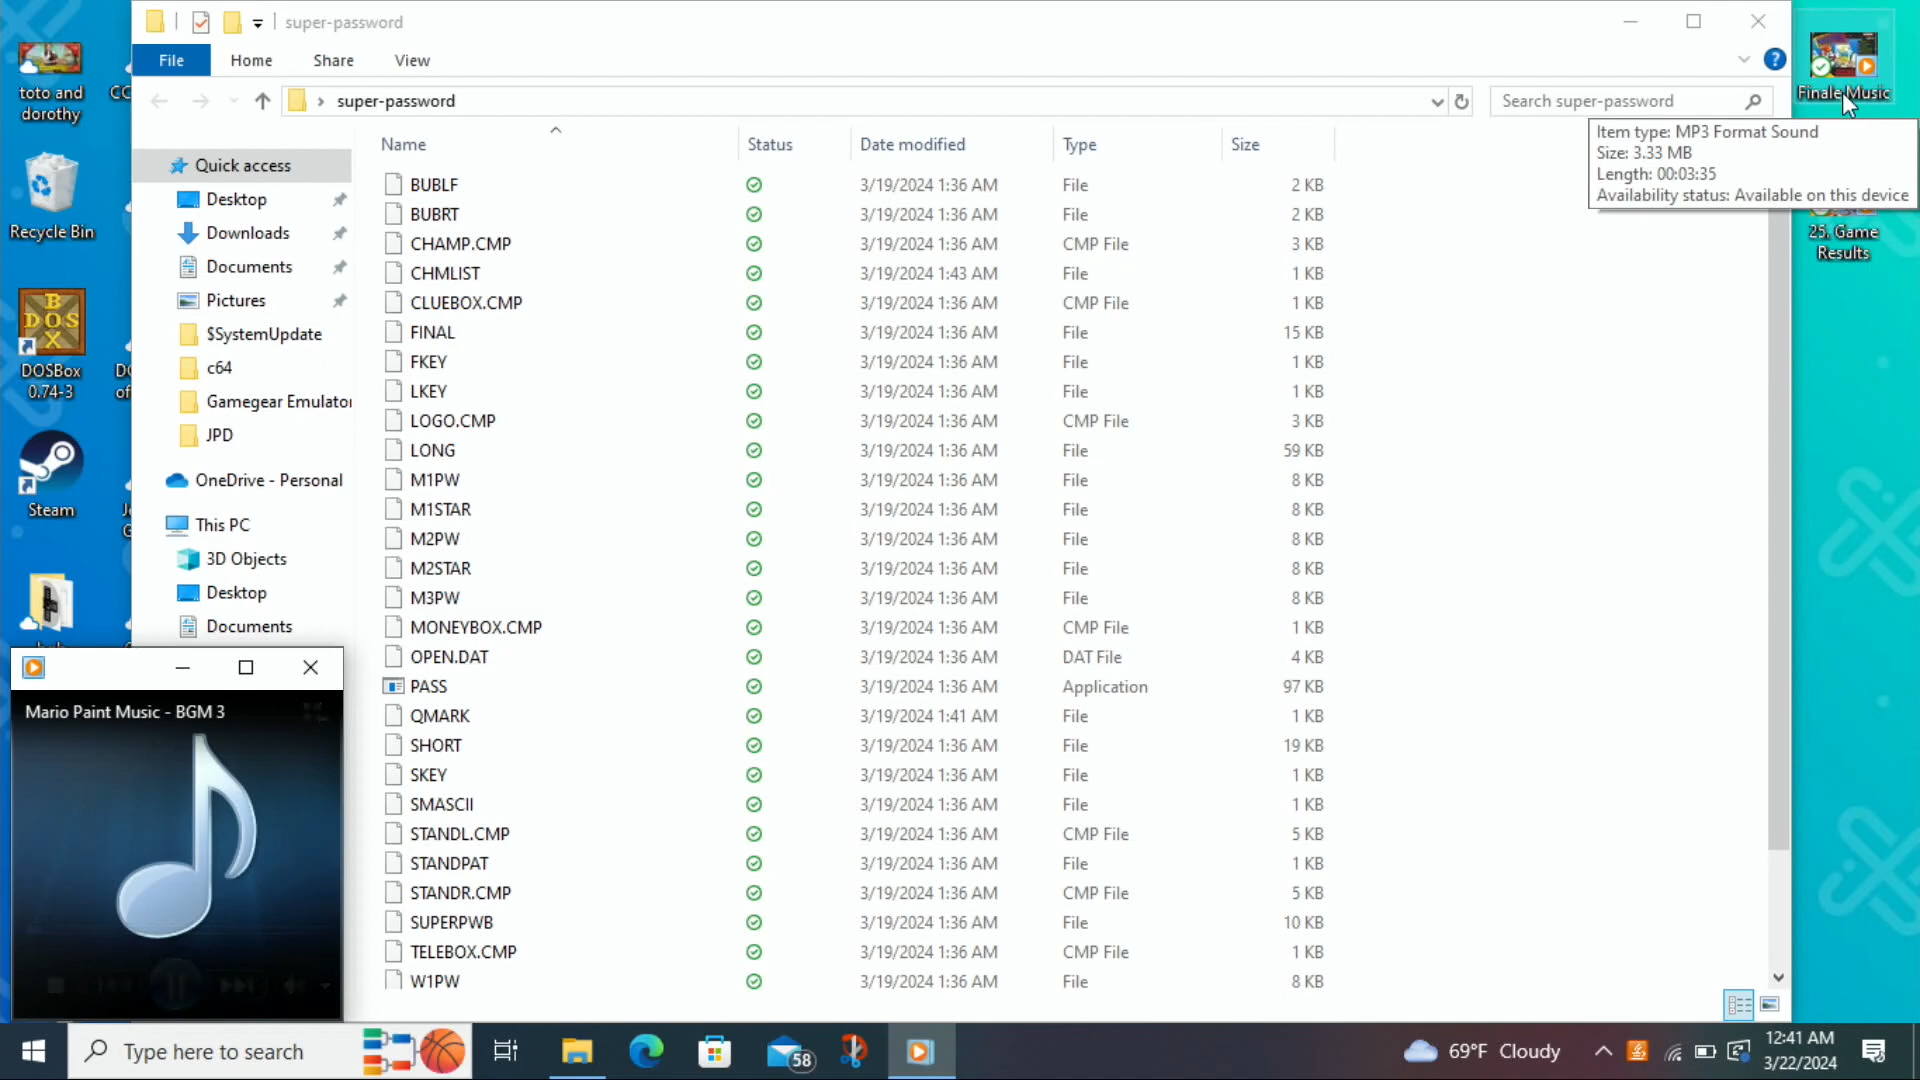 super-password
File Home Share View
super-password
Search super-password
Name Status Date modified Type Size
Quick access
Desktop
Downloads
Documents
Pictures
$SystemUpdate
c64
Gamegear Emulator
JPD
OneDrive - Personal
This PC
3D Objects
Desktop
Documents
BUBLF 3/19/2024 1:36 AM File 2 KB
BUBRT 3/19/2024 1:36 AM File 2 KB
CHAMP.CMP 3/19/2024 1:36 AM CMP File 3 KB
CHMLIST 3/19/2024 1:43 AM File 1 KB
CLUEBOX.CMP 3/19/2024 1:36 AM CMP File 1 KB
FINAL 3/19/2024 1:36 AM File 15 KB
FKEY 3/19/2024 1:36 AM File 1 KB
LKEY 3/19/2024 1:36 AM File 1 KB
LOGO.CMP 3/19/2024 1:36 AM CMP File 3 KB
LONG 3/19/2024 1:36 AM File 59 KB
M1PW 3/19/2024 1:36 AM File 8 KB
M1STAR 3/19/2024 1:36 AM File 8 KB
M2PW 3/19/2024 1:36 AM File 8 KB
M2STAR 3/19/2024 1:36 AM File 8 KB
M3PW 3/19/2024 1:36 AM File 8 KB
MONEYBOX.CMP 3/19/2024 1:36 AM CMP File 1 KB
OPEN.DAT 3/19/2024 1:36 AM DAT File 4 KB
PASS 3/19/2024 1:36 AM Application 97 KB
QMARK 3/19/2024 1:41 AM File 1 KB
SHORT 3/19/2024 1:36 AM File 19 KB
SKEY 3/19/2024 1:36 AM File 1 KB
SMASCII 3/19/2024 1:36 AM File 1 KB
STANDL.CMP 3/19/2024 1:36 AM CMP File 5 KB
STANDPAT 3/19/2024 1:36 AM File 1 KB
STANDR.CMP 3/19/2024 1:36 AM CMP File 5 KB
SUPERPWB 3/19/2024 1:36 AM File 10 KB
TELEBOX.CMP 3/19/2024 1:36 AM CMP File 1 KB
W1PW 3/19/2024 1:36 AM File 8 KB
toto and
dorothy
CC
Recycle Bin
BOX
DOS
DOSBox
0.74-3
Steam
Mario Paint Music - BGM 3
Finale Music
Item type: MP3 Format Sound
Size: 3.33 MB
Length: 00:03:35
Availability status: Available on this device
25. Game
Results
Type here to search
58
69°F Cloudy
12:41 AM
3/22/2024